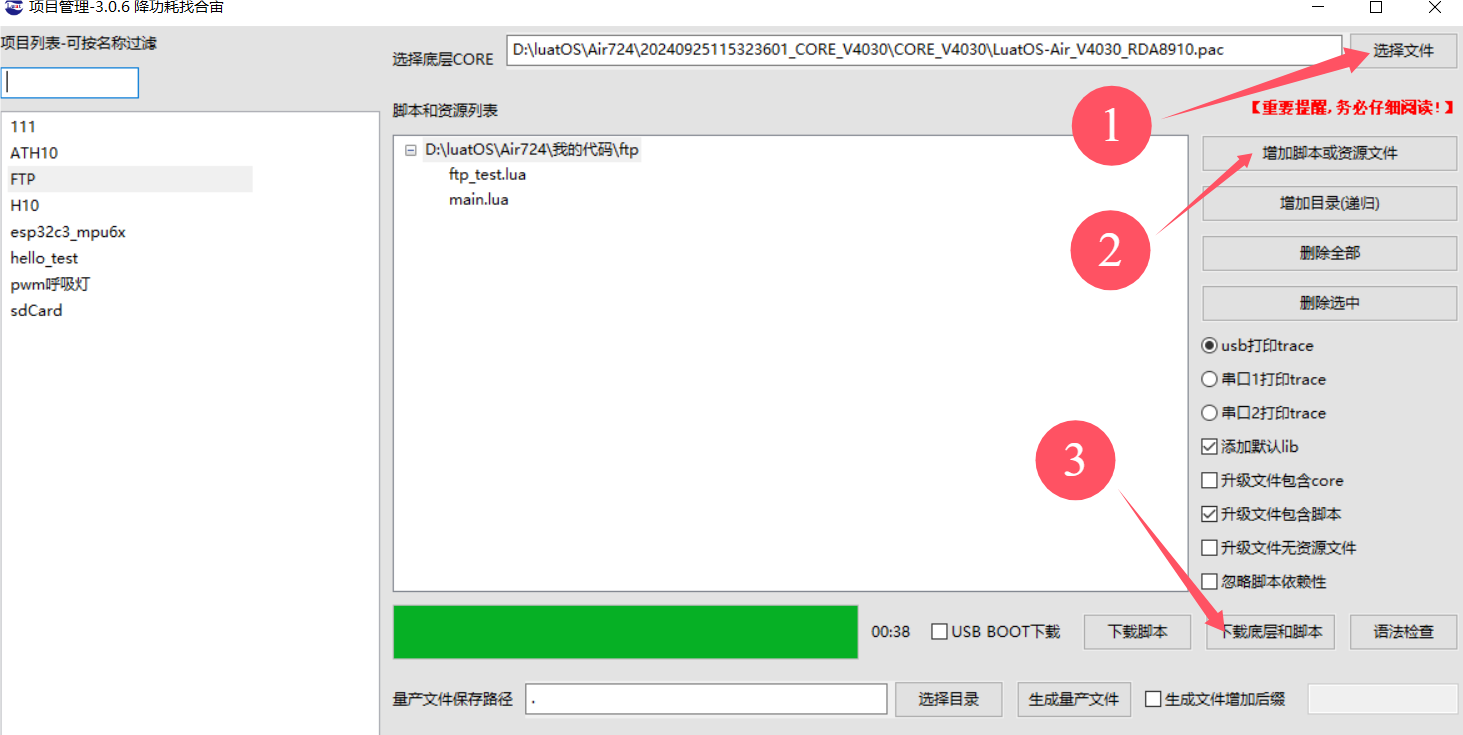 项目管理-3.0.6 降功耗找合宙
项目列表-可按名称过滤
选择底层CORE
D:\luatOS\Air724\20240925115323601_CORE_V4030\CORE_V4030\LuatOS-Air_V4030_RDA8910.pac
选择文件
1
【重要提醒,务必仔细阅读!】
脚本和资源列表
111
ATH10
FTP
H10
esp32c3_mpu6x
hello_test
pwm呼吸灯
sdCard
D:\luatOS\Air724\我的代码\ftp
ftp_test.lua
main.lua
增加脚本或资源文件
2
增加目录(递归)
删除全部
删除选中
usb打印trace
串口1打印trace
串口2打印trace
3
添加默认lib
升级文件包含core
升级文件包含脚本
升级文件无资源文件
忽略脚本依赖性
00:38
USB BOOT下载
下载脚本
下载底层和脚本
语法检查
量产文件保存路径
.
选择目录
生成量产文件
生成文件增加后缀